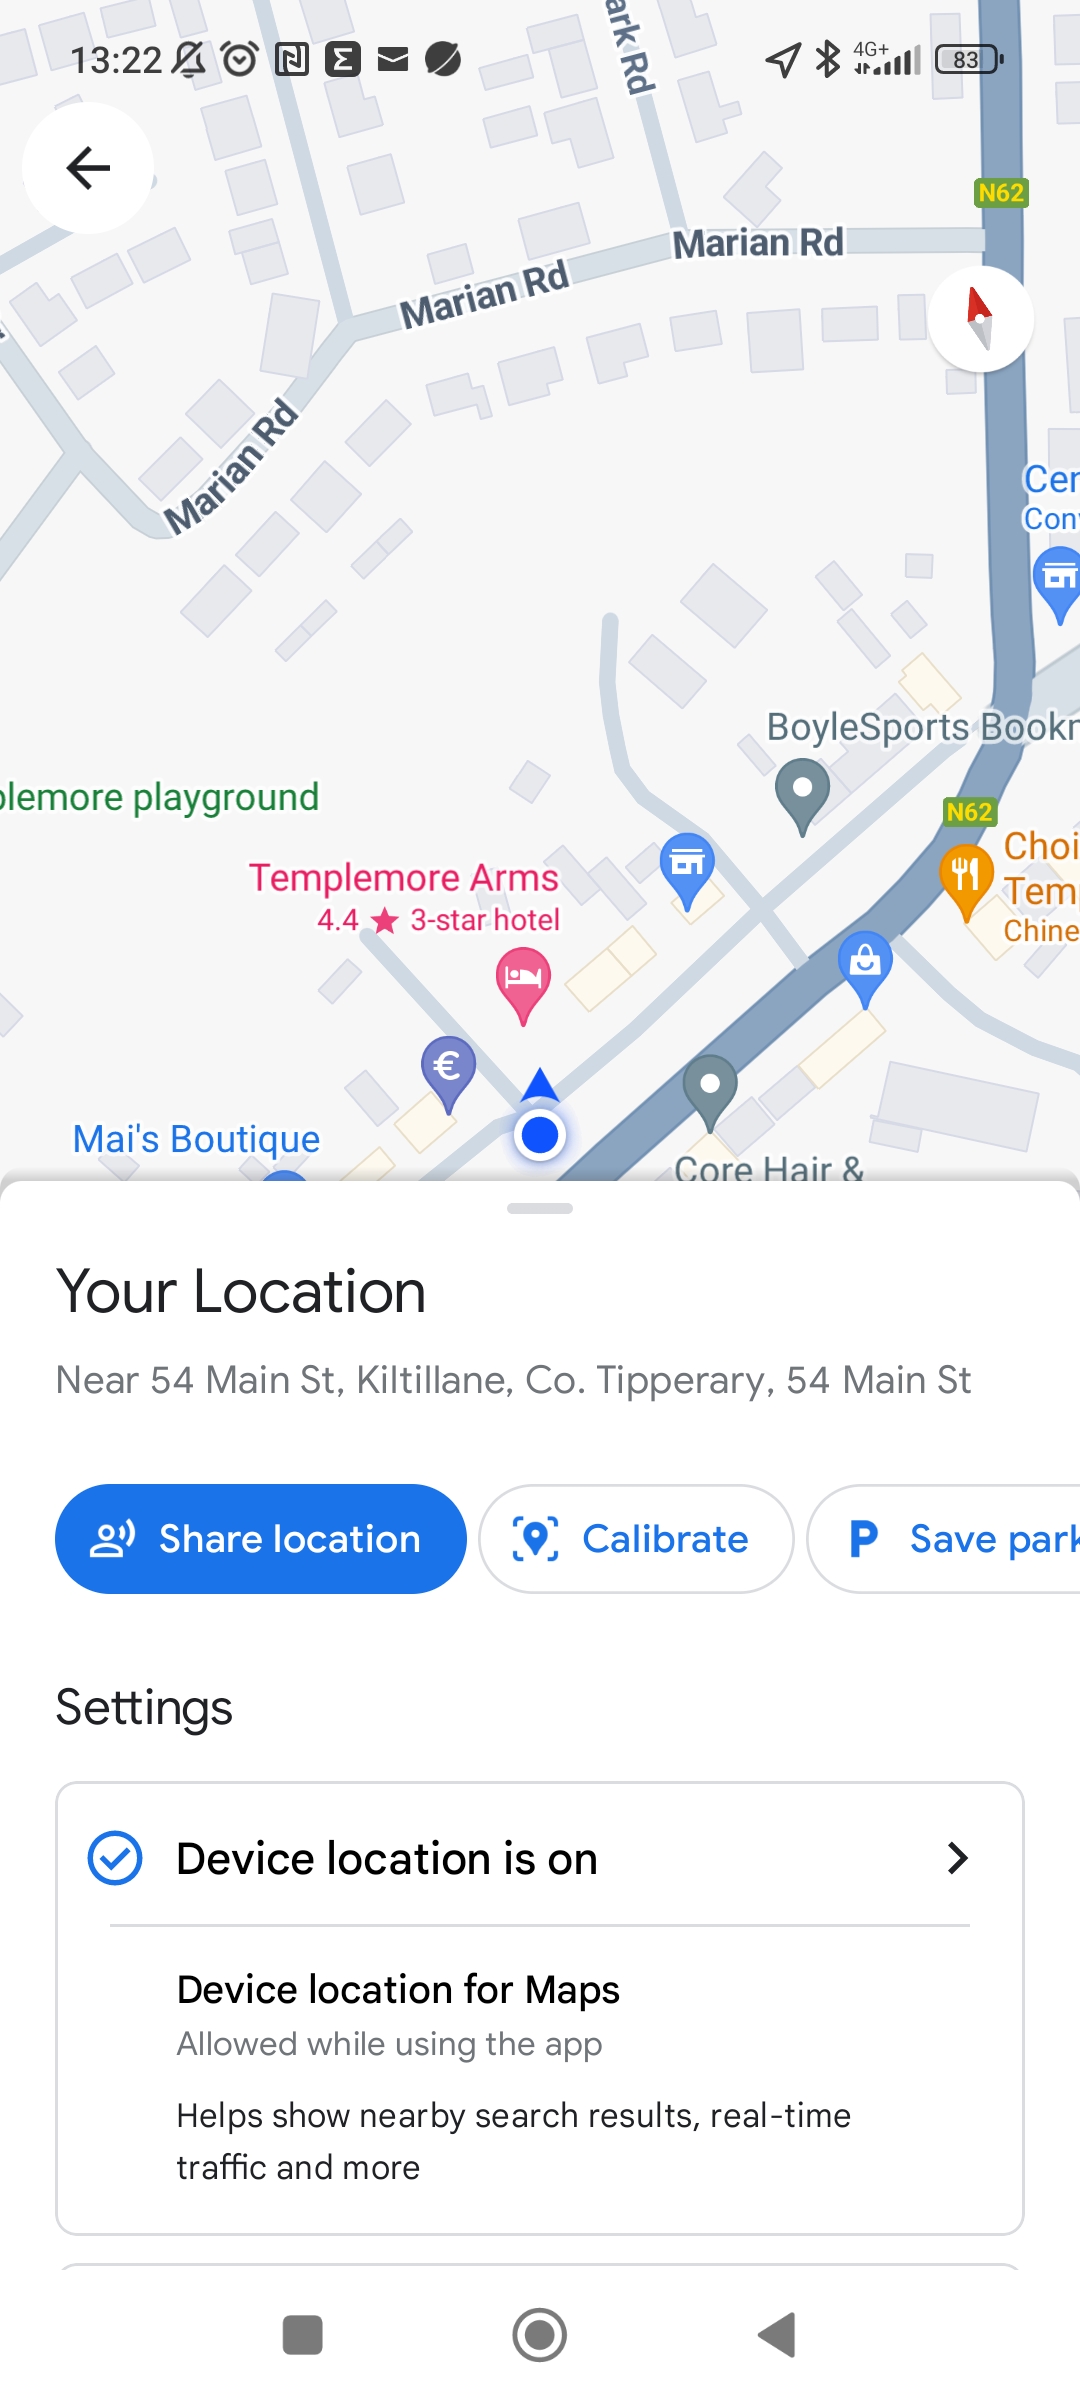 13:22
4G+
83
ark Rd
N62
Marian Rd
Marian Rd
Marian Rd
Cer
Con
BoyleSports Bookr
plemore playground
N62
Choi
Tem
Chine
Templemore Arms
4.4 ★ 3-star hotel
€
Mai's Boutique
Core Hair &
Your Location
Near 54 Main St, Kiltillane, Co. Tipperary, 54 Main St
Share location
Calibrate
P Save park
Settings
Device location is on
Device location for Maps
Allowed while using the app
Helps show nearby search results, real-time
traffic and more